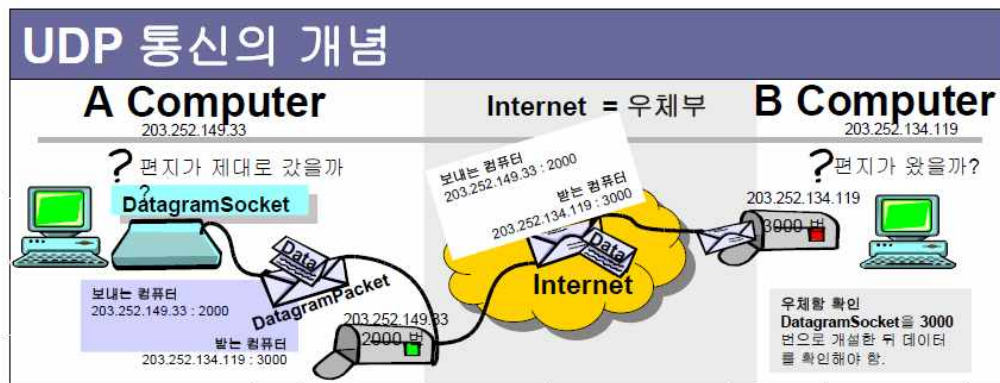 UDP 통신의 개념
A Computer
203.252.149.33
? 편지가 제대로 갔을까
?
DatagramSocket
Data
DatagramPacket
보내는 컴퓨터
203.252.149.33 : 2000
받는 컴퓨터
203.252.134.119 : 3000
203.252.149.33
2000 번
Internet = 우체부
보내는 컴퓨터
203.252.149.33 : 2000
받는 컴퓨터
203.252.134.119 : 3000
Data
Internet
B Computer
203.252.134.119
? 편지가 왔을까?
203.252.134.119
3000 번
우체함 확인
DatagramSocket을 3000
번으로 개설한 뒤 데이터
를 확인해야 함.